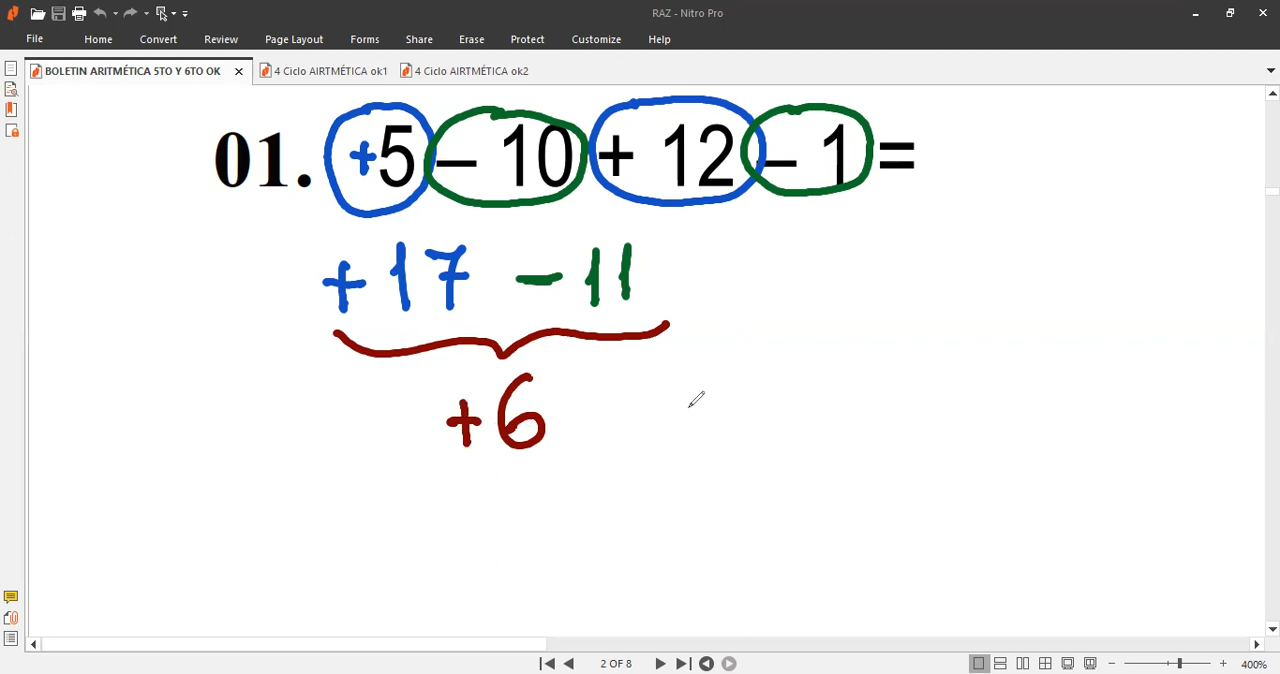 RAZ - Nitro Pro
File Home Convert Review Page Layout Forms Share Erase Protect Customize Help
BOLETIN ARITMÉTICA 5TO Y 6TO OK 4 Ciclo AIRTMÉTICA ok1 4 Ciclo AIRTMÉTICA ok2
01. +5 – 10 + 12 – 1 =
+ 17 - 11
+ 6
2 OF 8 400%